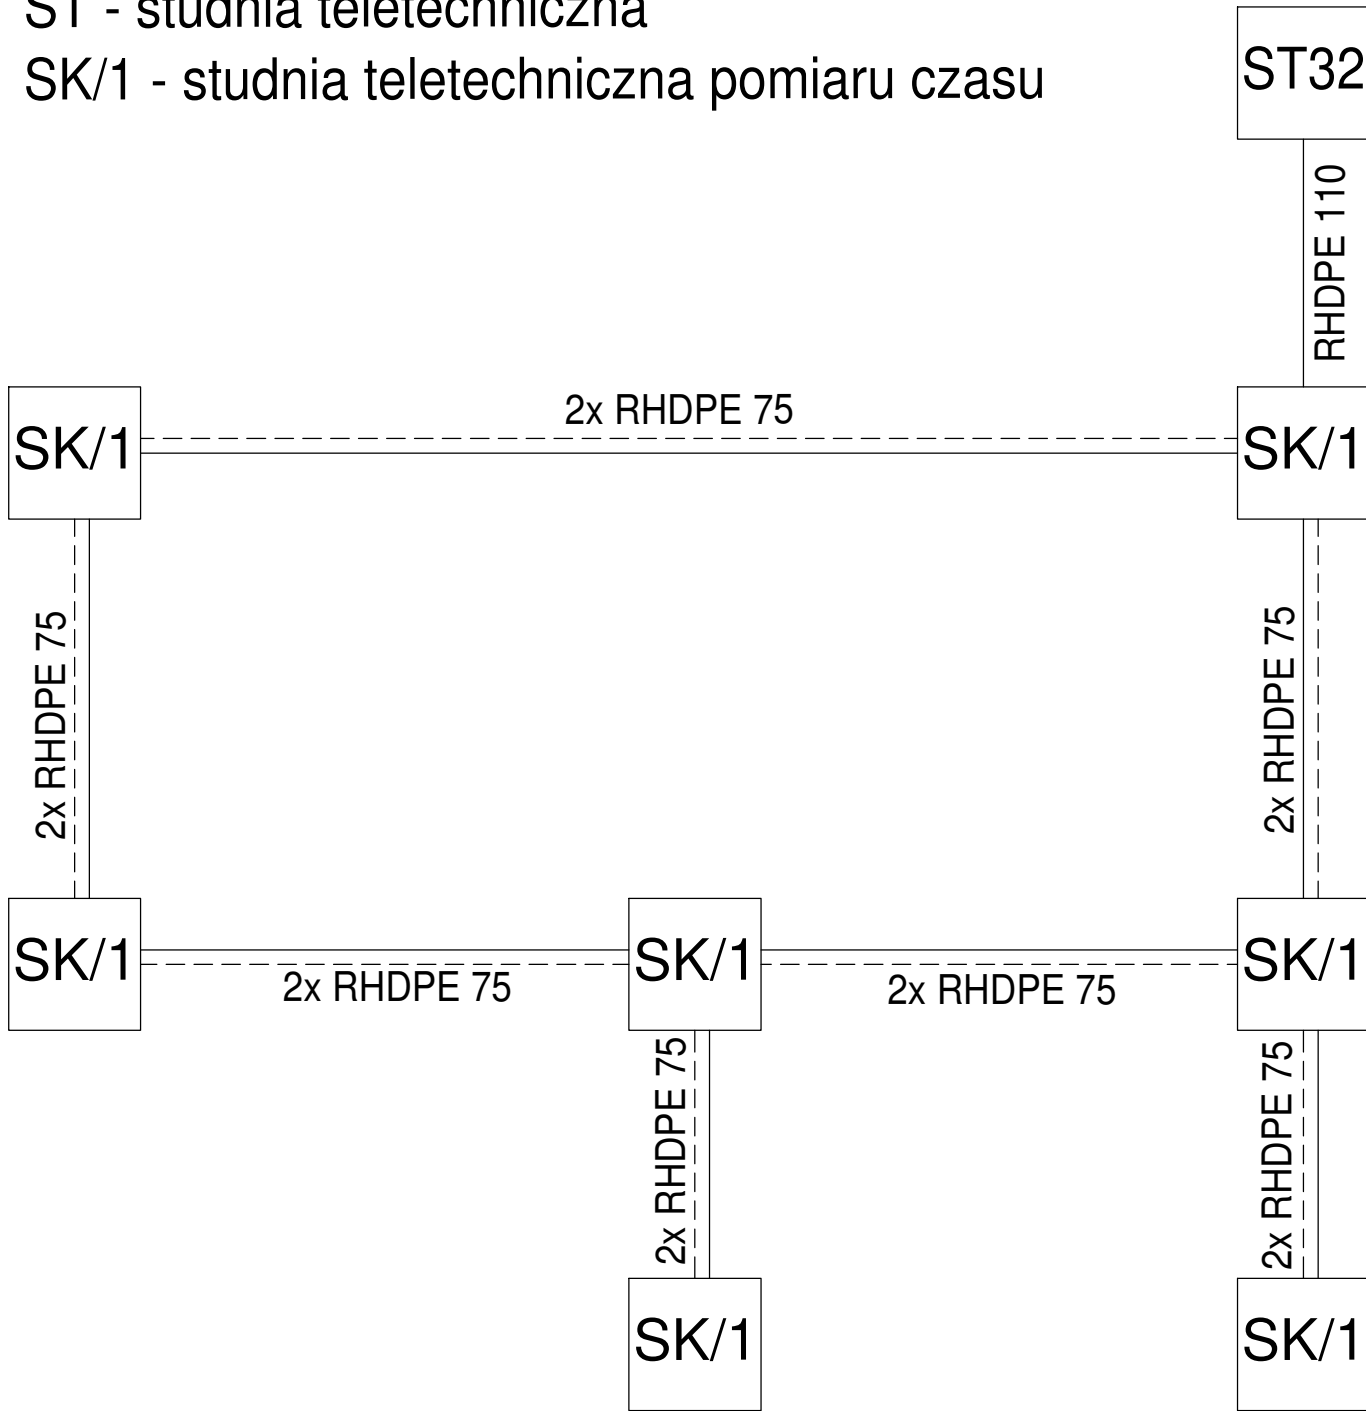 ST - studnia teletechniczna
SK/1 - studnia teletechniczna pomiaru czasu
ST32
RHDPE 110
2x RHDPE 75
SK/1
SK/1
2x RHDPE 75
2x RHDPE 75
SK/1
SK/1
SK/1
2x RHDPE 75
2x RHDPE 75
2x RHDPE 75
2x RHDPE 75
SK/1
SK/1